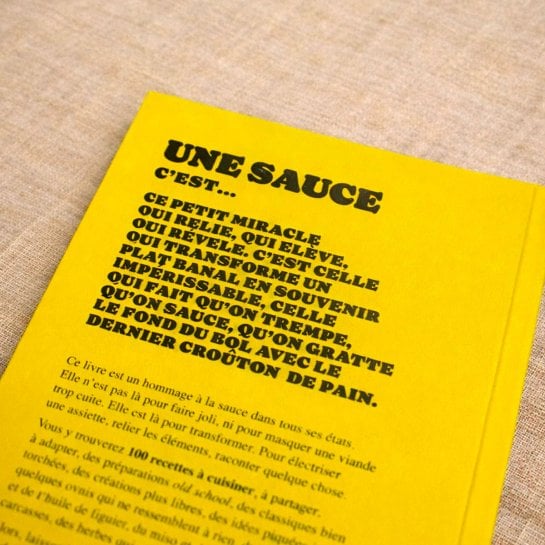 UNE SAUCE
C'EST...
CE PETIT MIRACLE
QUI RELIE, QUI ELÈVE,
QUI RÉVÈLE. C'EST CELLE
QUI TRANSFORME UN
PLAT BANAL EN SOUVENIR
IMPÉRISSABLE, CELLE
QUI FAIT QU'ON TREMPE,
QU'ON SAUCE, QU'ON GRATTE
LE FOND DU BOL AVEC LE
DERNIER CROÛTON DE PAIN.
Ce livre est un hommage à la sauce dans tous ses états.
Elle n'est pas là pour faire joli, ni pour masquer une viande
trop cuite. Elle est là pour transformer. Pour électriser
une assiette, relier les éléments, raconter quelque chose.
Vous y trouverez 100 recettes à cuisiner, à partager,
à adapter, des préparations old school, des classiques bien
torchées, des créations plus libres, des idées piquées
quelques ovnis qui ne ressemblent à rien, d
et de l'huile de figuier, du miso et
carcasses, des herbes qui
lors, laisse